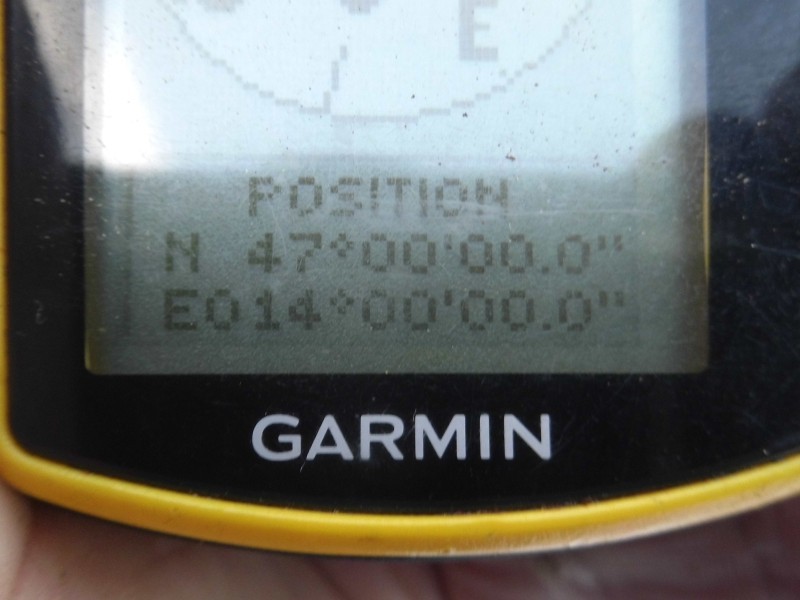 E
POSITION
N 47°00'00.0"
E014°00'00.0"
GARMIN